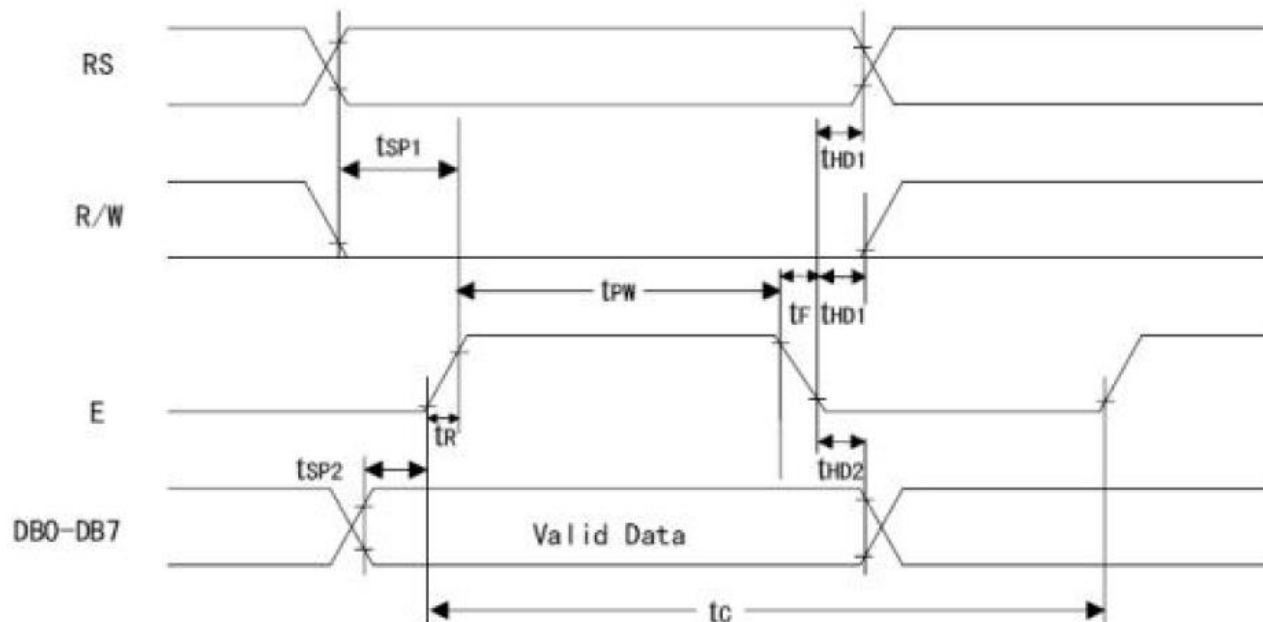 RS
tSP1
tHD1
R/W
tPW
tF
tHD1
E
tR
tSP2
tHD2
DB0-DB7
Valid Data
tC